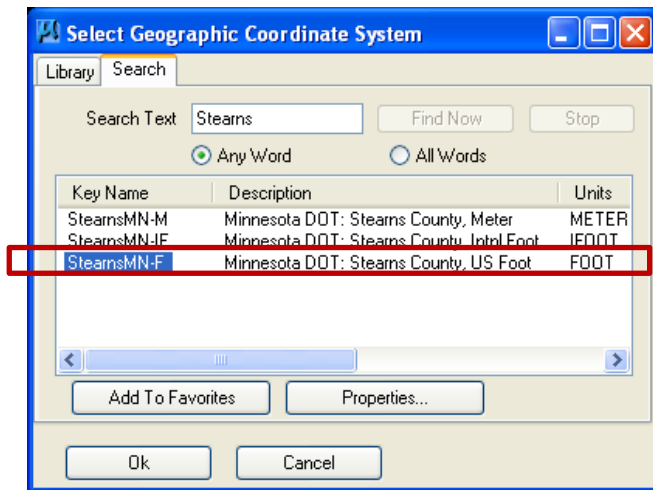 Select Geographic Coordinate System
Library Search
Search Text Stearns Find Now Stop
Any Word All Words
Key Name Description Units
StearnsMN-M Minnesota DOT: Stearns County, Meter METER
StearnsMN-IF Minnesota DOT: Stearns County, Intnl Foot IFOOT
StearnsMN-F Minnesota DOT: Stearns County, US Foot FOOT
Add To Favorites Properties...
Ok Cancel